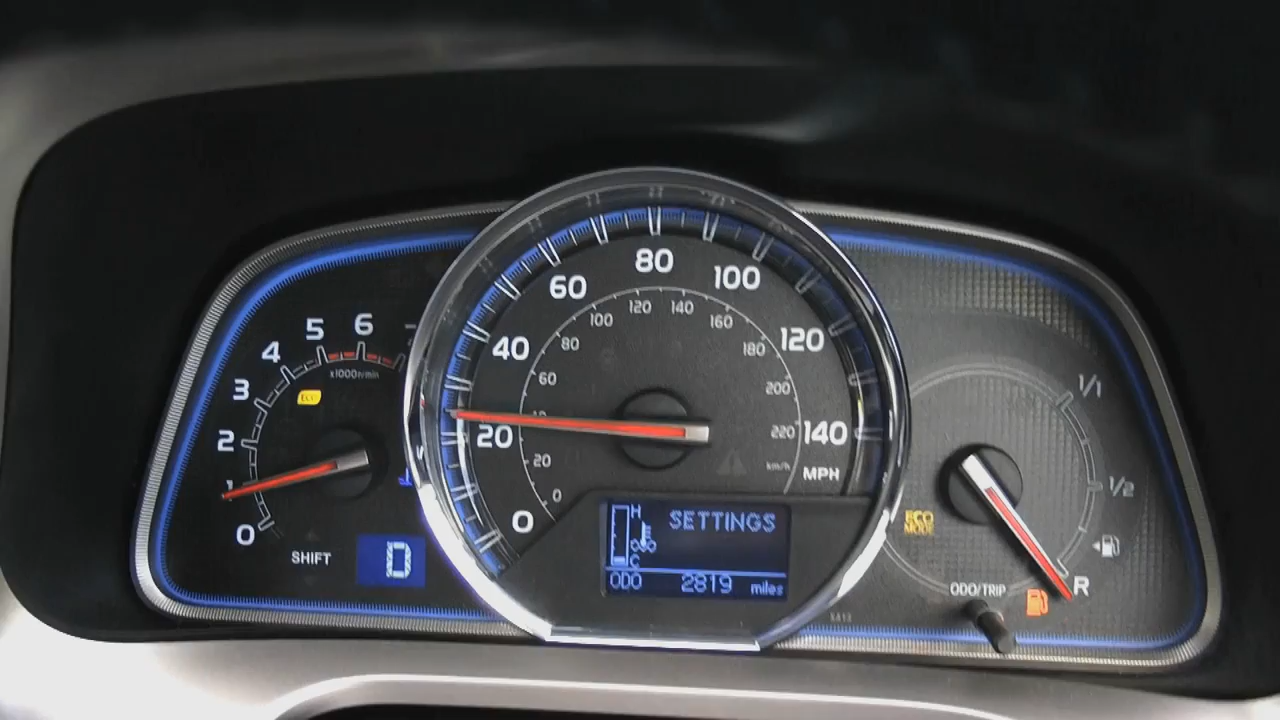 80
60
100
120
140
100
160
5
6
80
180
40
120
4
x1000r/min
60
1/1
3
ECO
200
2
20
220
140
20
km/h
MPH
1
0
1/2
0
H
SETTINGS
ECO
MODE
0
SHIFT
D
C
ODO
2819
miles
ODO/TRIP
R